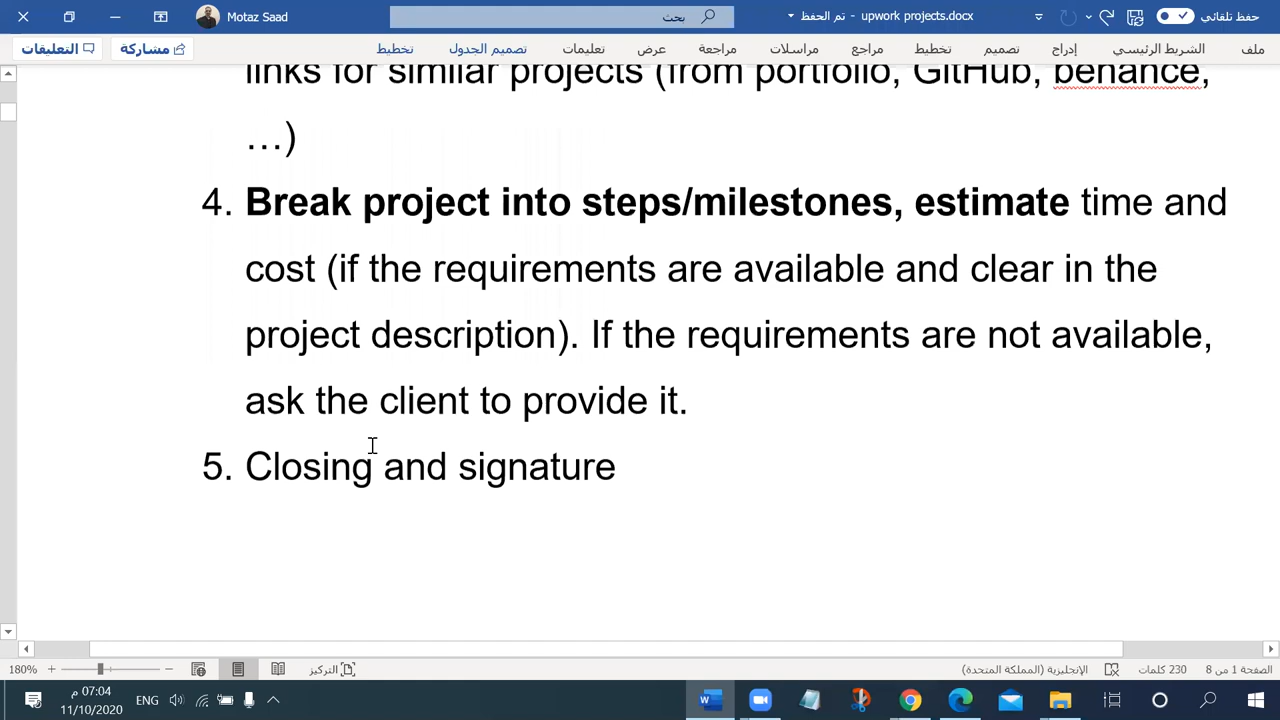 Motaz Saad
بحث
upwork projects.docx - تم الحفظ
حفظ تلقائي
ملف
الشريط الرئيسي
إدراج
تصميم
تخطيط
مراجع
مراسلات
مراجعة
عرض
تعليمات
تصميم الجدول
تخطيط
مشاركة
التعليقات
links for similar projects (from portfolio, GitHub, behance,
…)
4. Break project into steps/milestones, estimate time and
cost (if the requirements are available and clear in the
project description). If the requirements are not available,
ask the client to provide it.
5. Closing and signature
الصفحة 1 من 8
230 كلمات
الإنجليزية (المملكة المتحدة)
التركيز
180%
07:04 م
11/10/2020
ENG